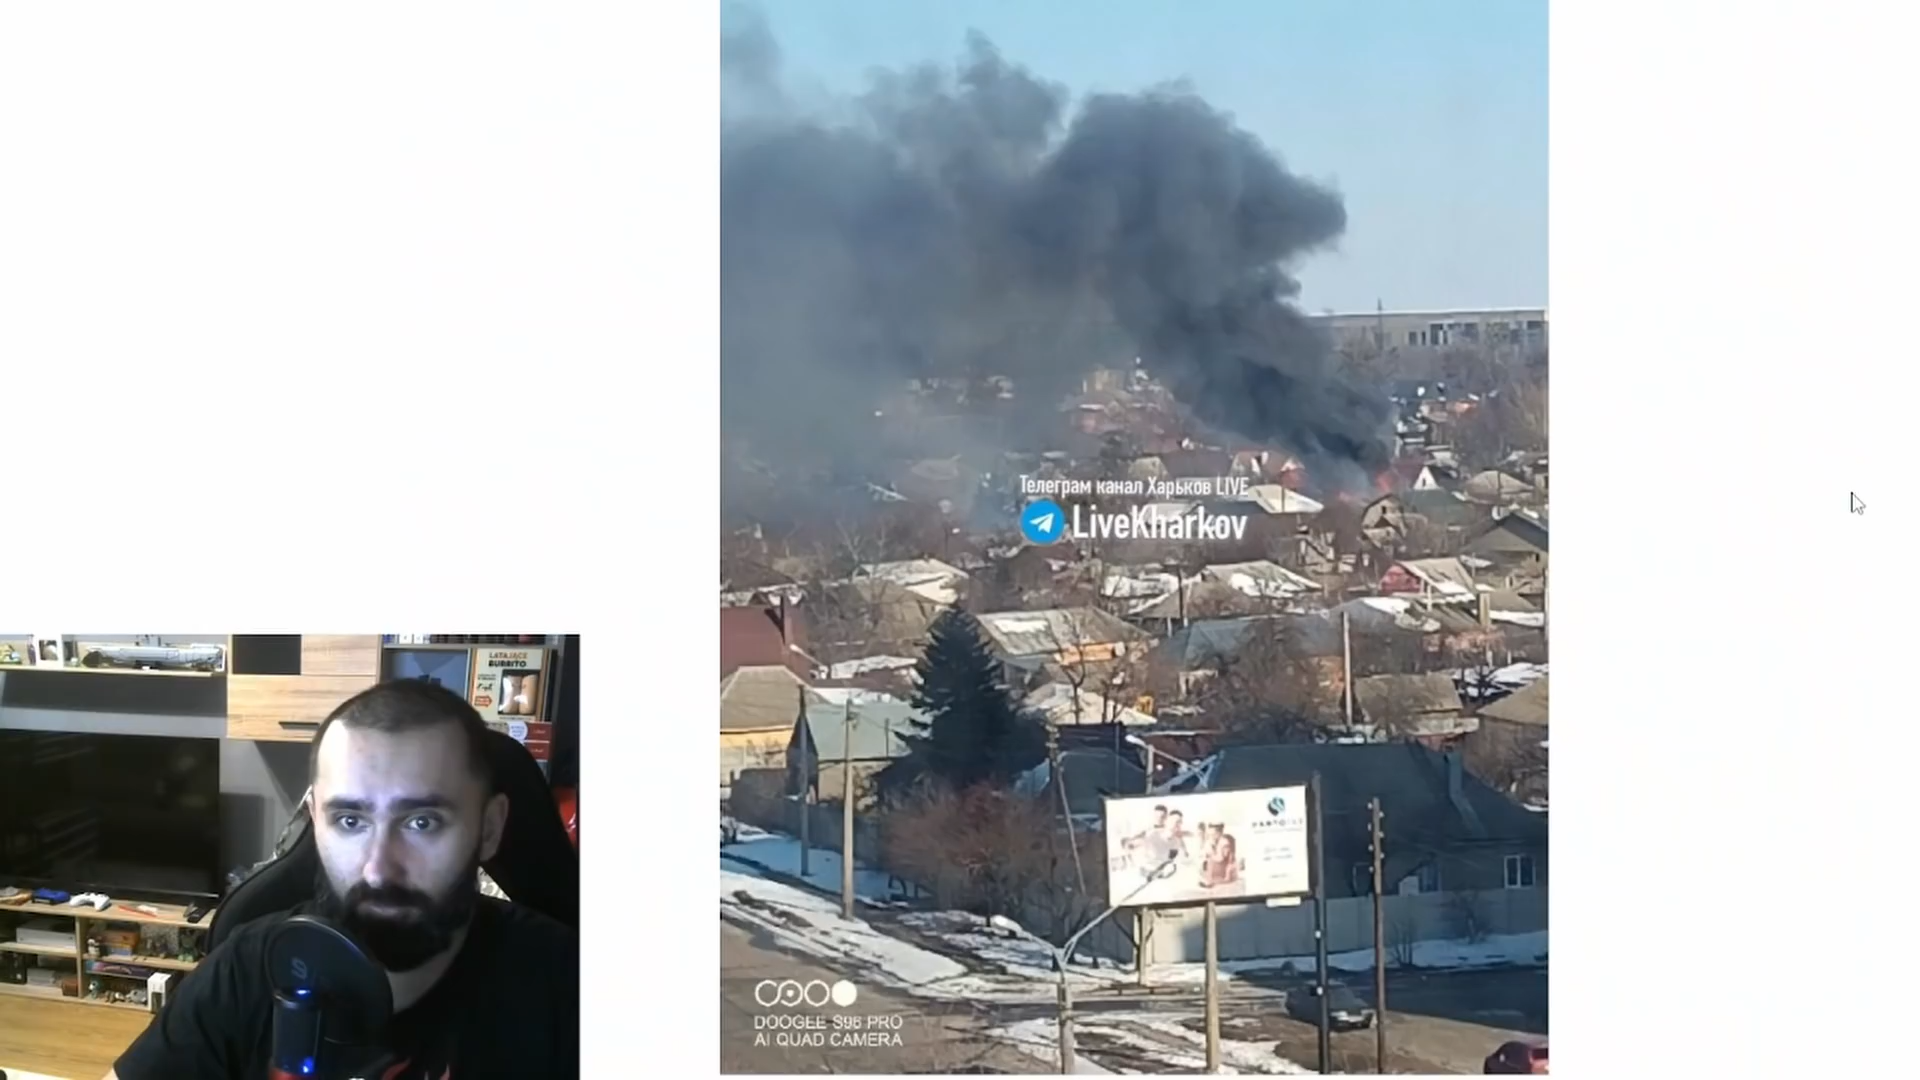 Телеграм канал Харьков LIVE
LiveKharkov
LATAJĄCE
BURRITO
DOOGEE S96 PRO
AI QUAD CAMERA